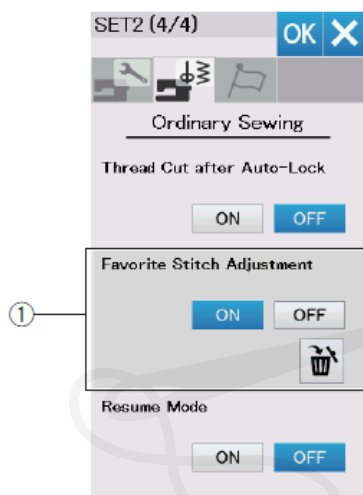 SET2 (4/4)
OK
Ordinary Sewing
Thread Cut after Auto-Lock
ON OFF
Favorite Stitch Adjustment
①
ON OFF
Resume Mode
ON OFF